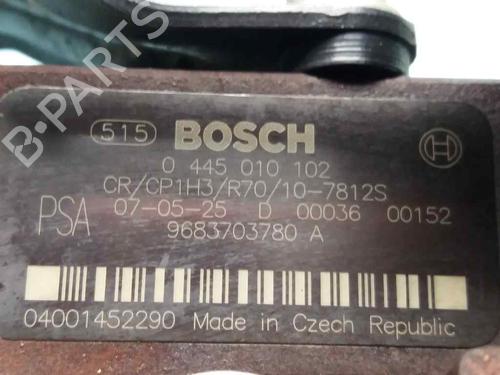 515 BOSCH
0 445 010 102
CR/CP1H3/R70/10-7812S
PSA 07-05-25 D 00036 00152
9683703780 A
04001452290 Made in Czech Republic
B-PARTS